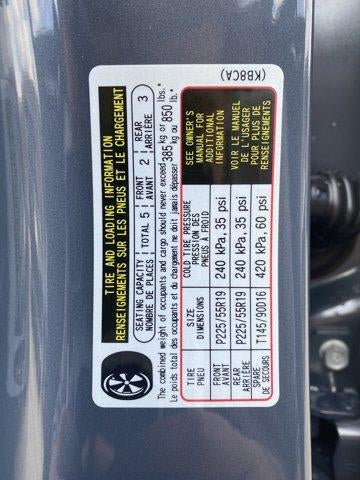 TIRE AND LOADING INFORMATION
RENSEIGNEMENTS SUR LES PNEUS ET LE CHARGEMENT
SEATING CAPACITY
NOMBRE DE PLACES
TOTAL 5
FRONT
AVANT
2
REAR
ARRIÈRE
3
The combined weight of occupants and cargo should never exceed 385 kg or 850 lbs.*
Le poids total des occupants et du chargement ne doit jamais dépasser 385 kg ou 850 lb.*
TIRE
PNEU
SIZE
DIMENSIONS
COLD TIRE PRESSURE
PRESSION DES
PNEUS À FROID
FRONT
AVANT
P225/55R19
240 kPa, 35 psi
REAR
ARRIÈRE
P225/55R19
240 kPa, 35 psi
SPARE
DE SECOURS
T145/90D16
420 kPa, 60 psi
SEE OWNER'S
MANUAL FOR
ADDITIONAL
INFORMATION
VOIR LE MANUEL
DE L'USAGER
POUR PLUS DE
RENSEIGNEMENTS
(KB8CA)